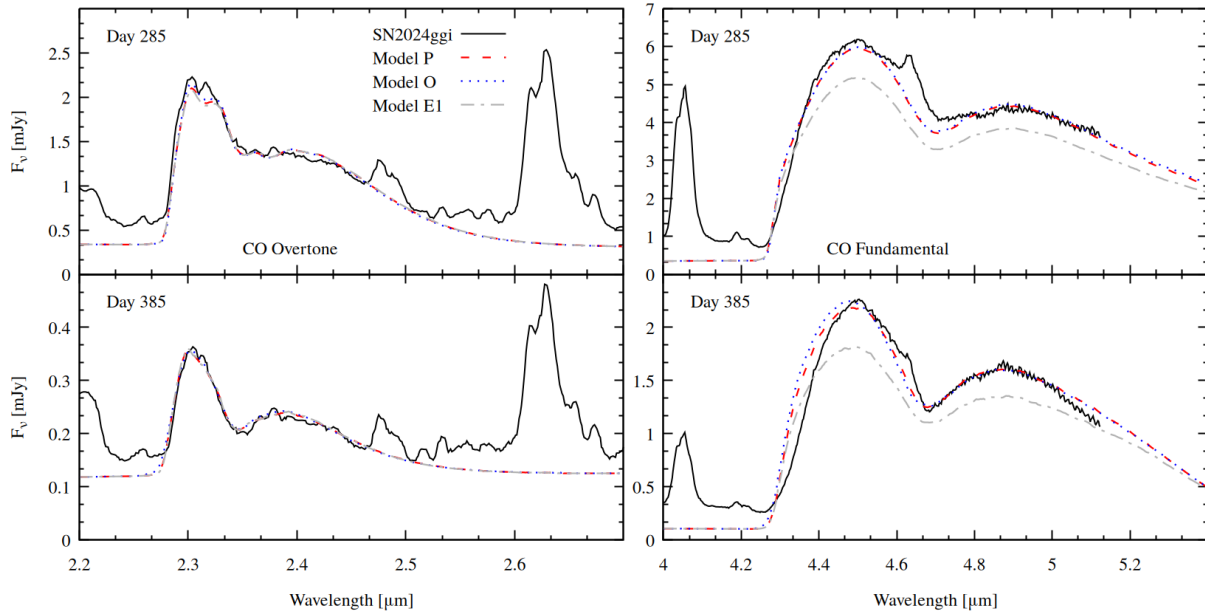 Day 285
SN2024ggi
Model P
Model O
Model E1
CO Overtone
F_ν [mJy]
0
0.5
1
1.5
2
2.5
Day 285
CO Fundamental
0
1
2
3
4
5
6
7
Day 385
F_ν [mJy]
0
0.1
0.2
0.3
0.4
2.2
2.3
2.4
2.5
2.6
Wavelength [µm]
Day 385
0
0.5
1
1.5
2
4
4.2
4.4
4.6
4.8
5
5.2
Wavelength [µm]